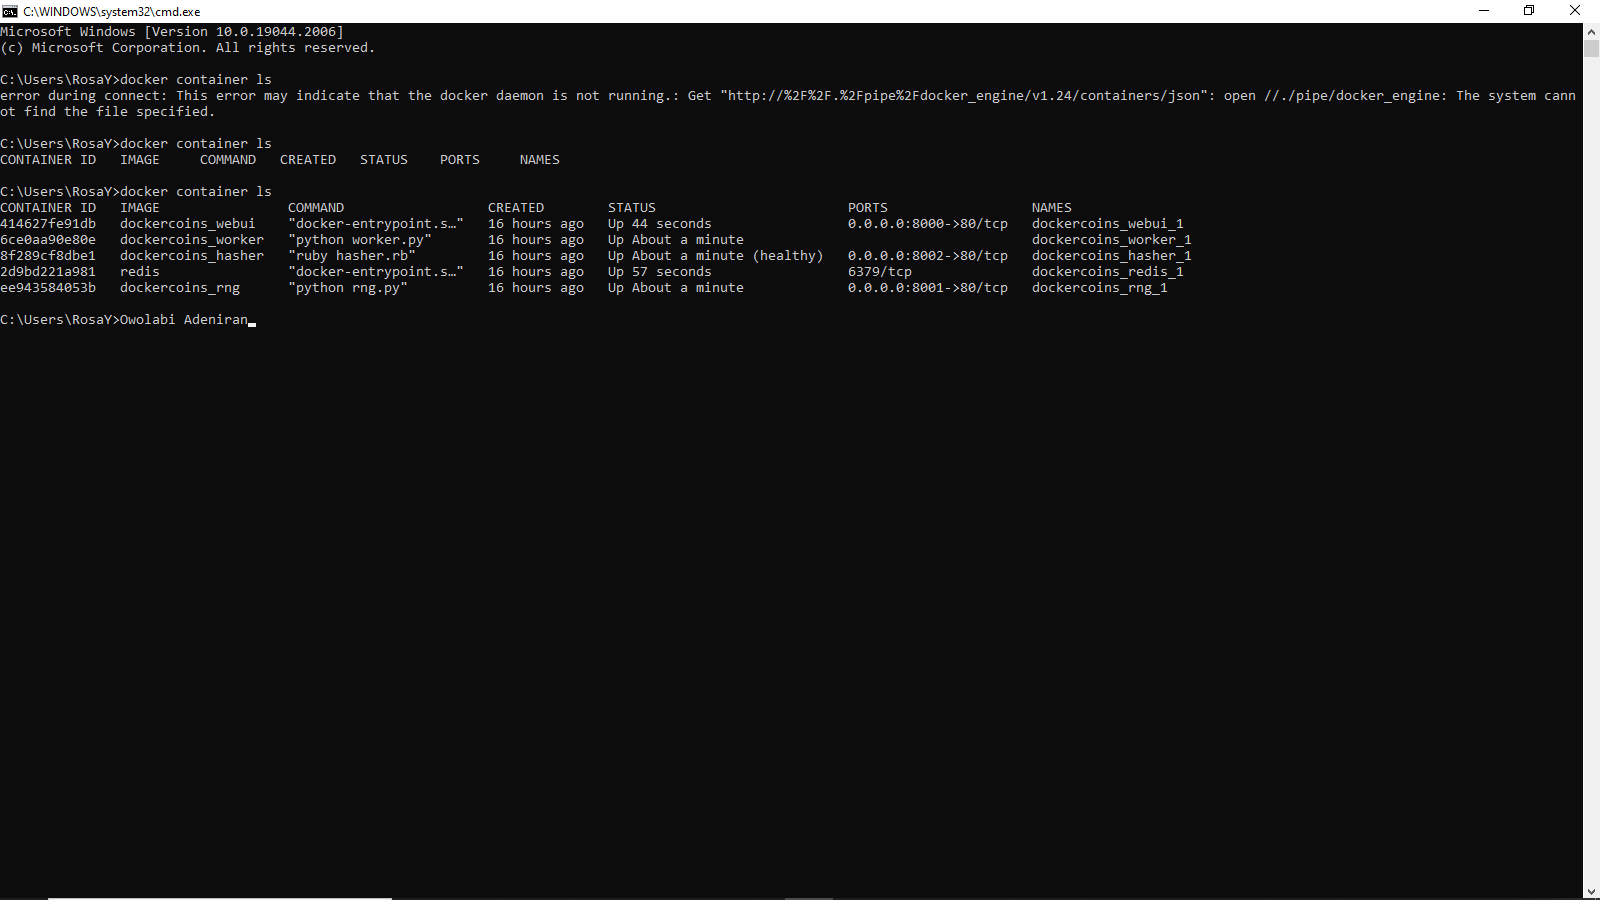 C:\WINDOWS\system32\cmd.exe
Microsoft Windows [Version 10.0.19044.2006]
(c) Microsoft Corporation. All rights reserved.
C:\Users\RosaY>docker container ls
error during connect: This error may indicate that the docker daemon is not running.: Get "http://%2F%2F.%2Fpipe%2Fdocker_engine/v1.24/containers/json": open //./pipe/docker_engine: The system cann
ot find the file specified.
C:\Users\RosaY>docker container ls
CONTAINER ID   IMAGE     COMMAND   CREATED   STATUS    PORTS     NAMES
C:\Users\RosaY>docker container ls
CONTAINER ID   IMAGE                COMMAND                  CREATED        STATUS                        PORTS                  NAMES
414627fe91db   dockercoins_webui    "docker-entrypoint.s…"   16 hours ago   Up 44 seconds                 0.0.0.0:8000->80/tcp   dockercoins_webui_1
6ce0aa90e80e   dockercoins_worker   "python worker.py"       16 hours ago   Up About a minute                                    dockercoins_worker_1
8f289cf8dbe1   dockercoins_hasher   "ruby hasher.rb"         16 hours ago   Up About a minute (healthy)   0.0.0.0:8002->80/tcp   dockercoins_hasher_1
2d9bd221a981   redis                "docker-entrypoint.s…"   16 hours ago   Up 57 seconds                 6379/tcp               dockercoins_redis_1
ee943584053b   dockercoins_rng      "python rng.py"          16 hours ago   Up About a minute             0.0.0.0:8001->80/tcp   dockercoins_rng_1
C:\Users\RosaY>Owolabi Adeniran